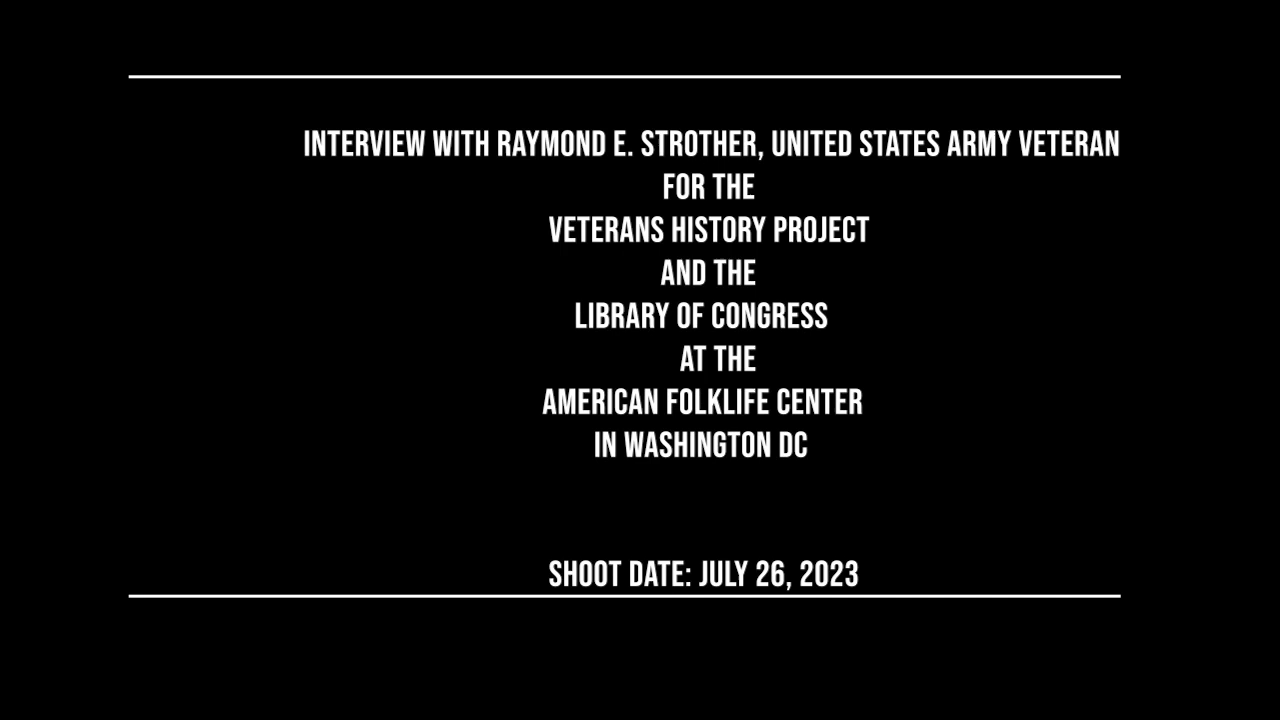 INTERVIEW WITH RAYMOND E. STROTHER, UNITED STATES ARMY VETERAN
FOR THE
VETERANS HISTORY PROJECT
AND THE
LIBRARY OF CONGRESS
AT THE
AMERICAN FOLKLIFE CENTER
IN WASHINGTON DC
SHOOT DATE: JULY 26, 2023